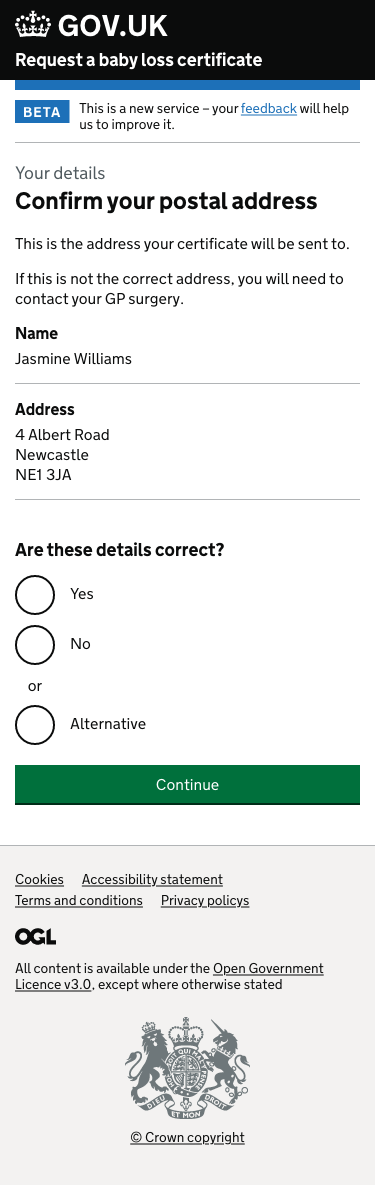 GOV.UK
Request a baby loss certificate
BETA
This is a new service – your feedback will help
us to improve it.
Your details
Confirm your postal address
This is the address your certificate will be sent to.
If this is not the correct address, you will need to
contact your GP surgery.
Name
Jasmine Williams
Address
4 Albert Road
Newcastle
NE1 3JA
Are these details correct?
Yes
No
or
Alternative
Continue
Cookies Accessibility statement
Terms and conditions Privacy policys
OGL
All content is available under the Open Government
Licence v3.0, except where otherwise stated
DIEU ET MON
© Crown copyright